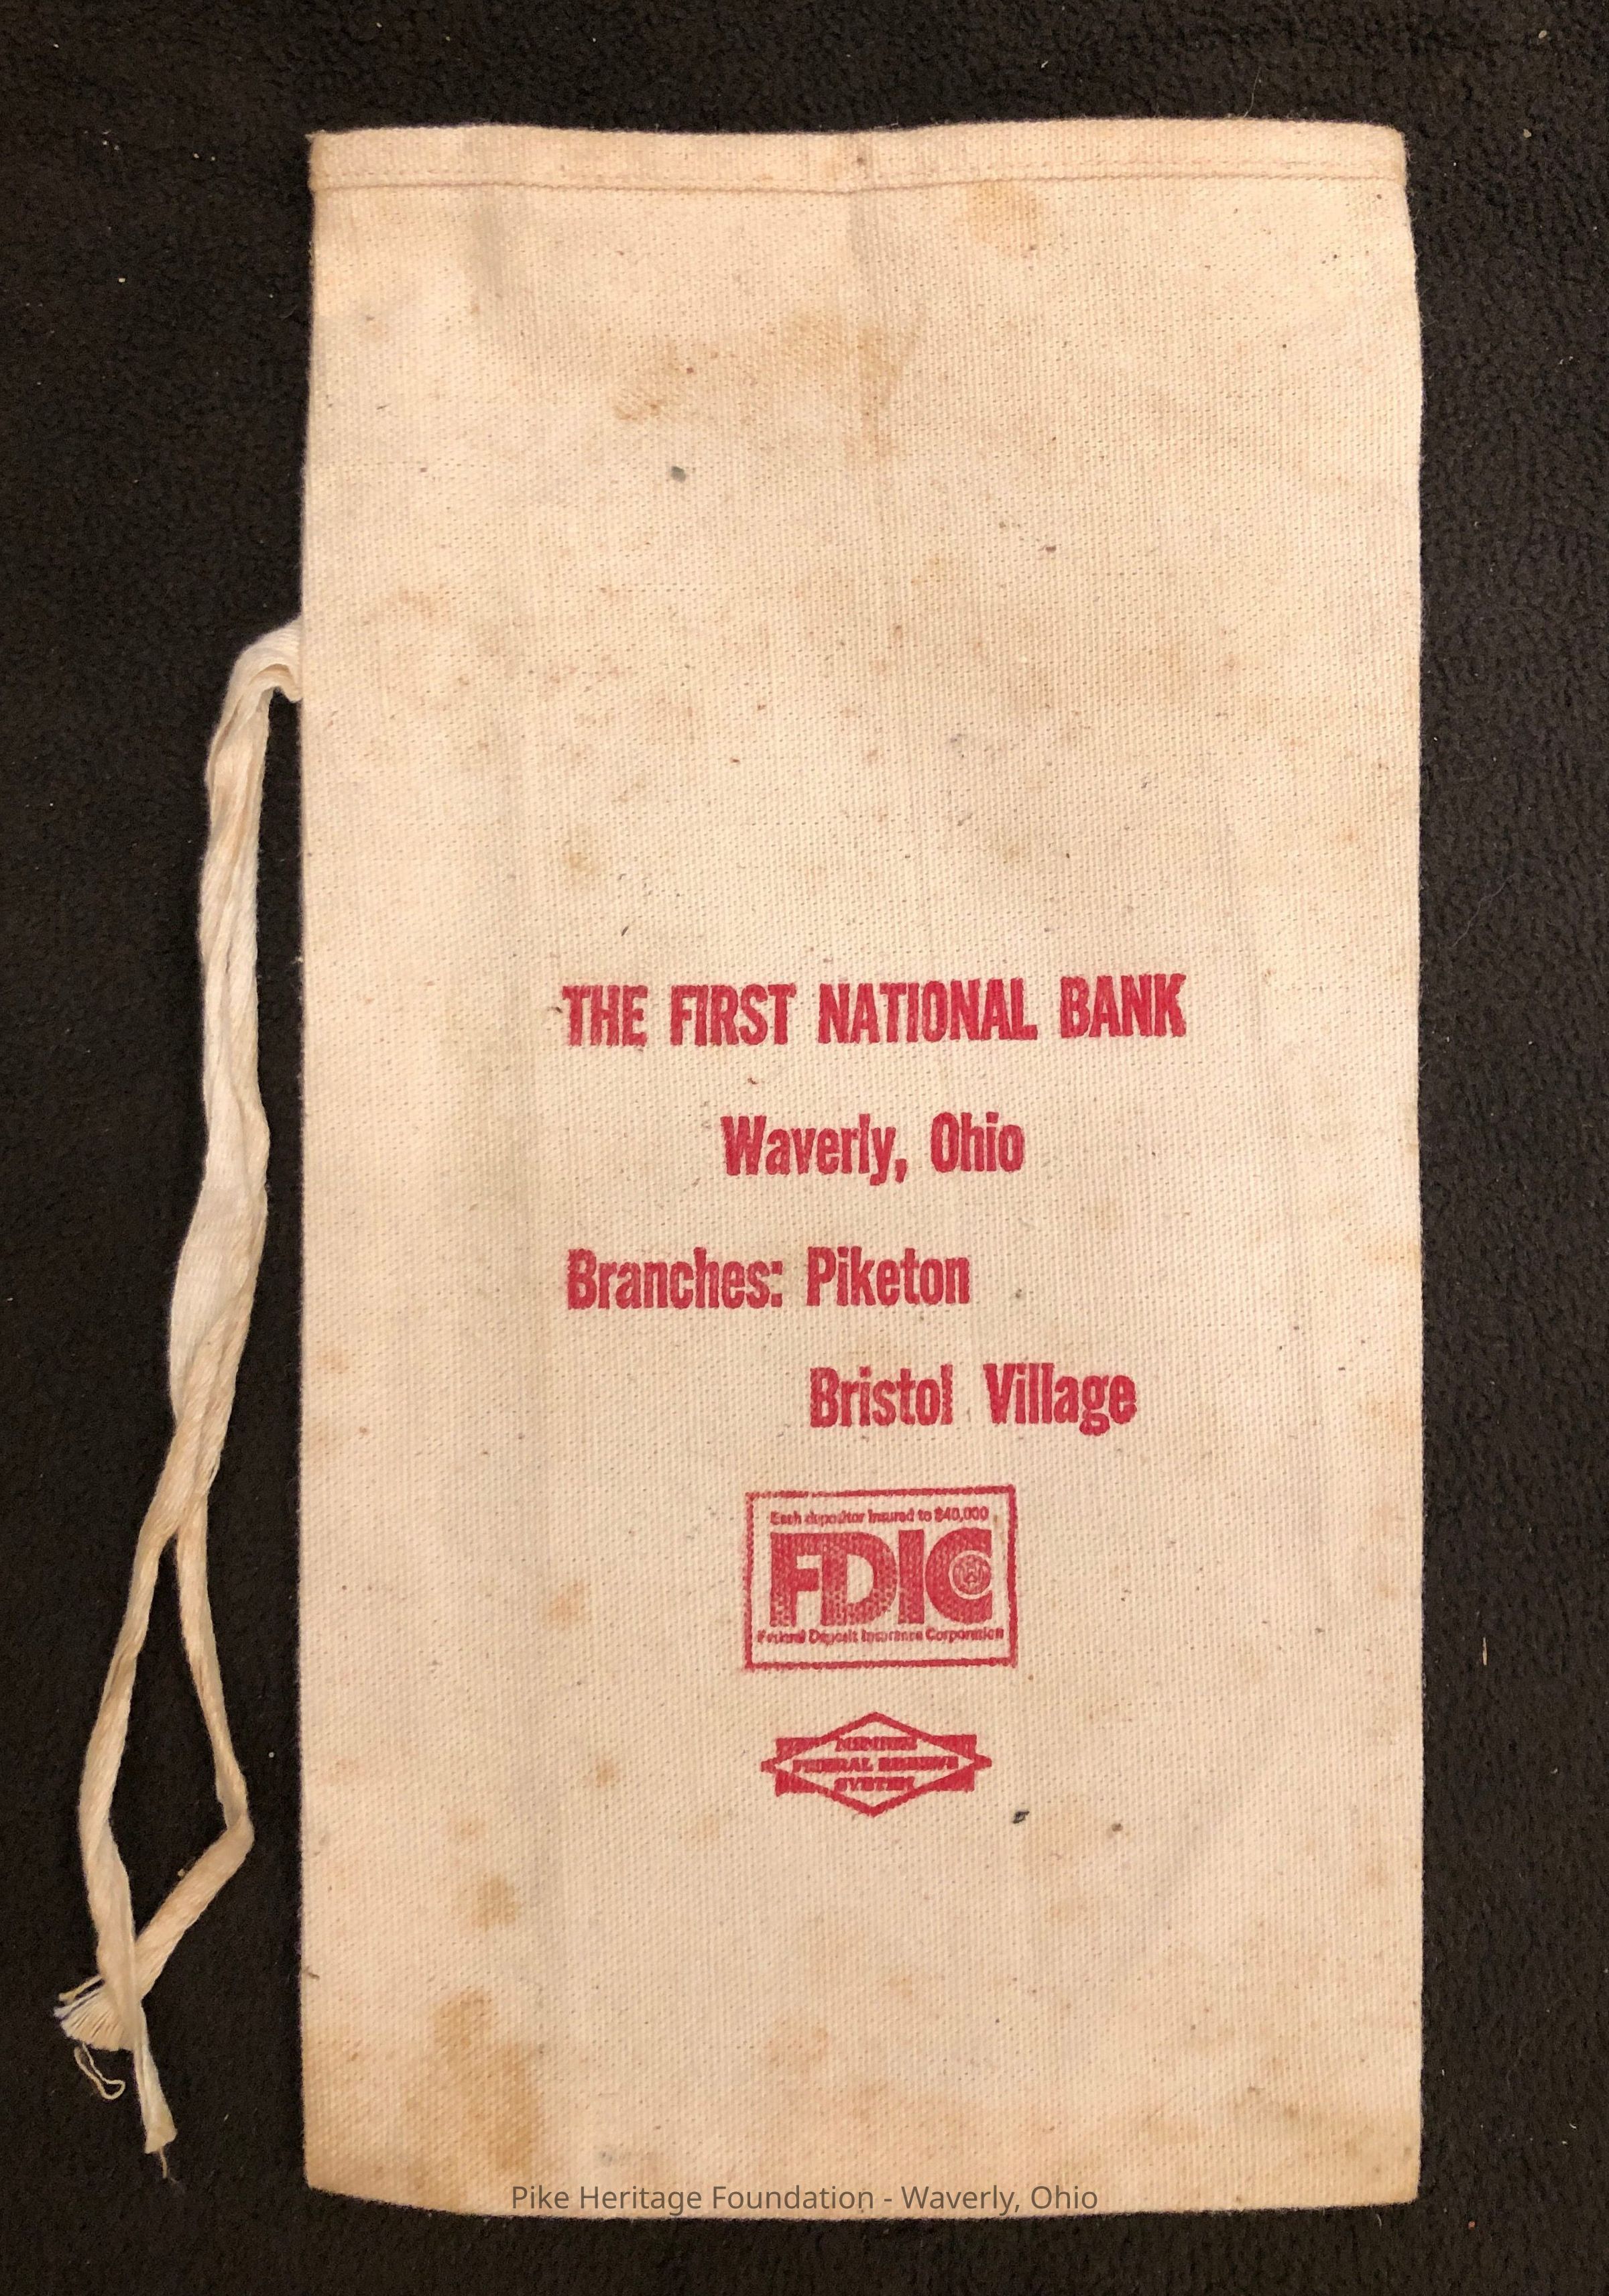 THE FIRST NATIONAL BANK
Waverly, Ohio
Branches: Piketon
Bristol Village
Each depositor insured to $40,000
FDIC
Federal Deposit Insurance Corporation
MEMBER
FEDERAL RESERVE
SYSTEM
Pike Heritage Foundation - Waverly, Ohio